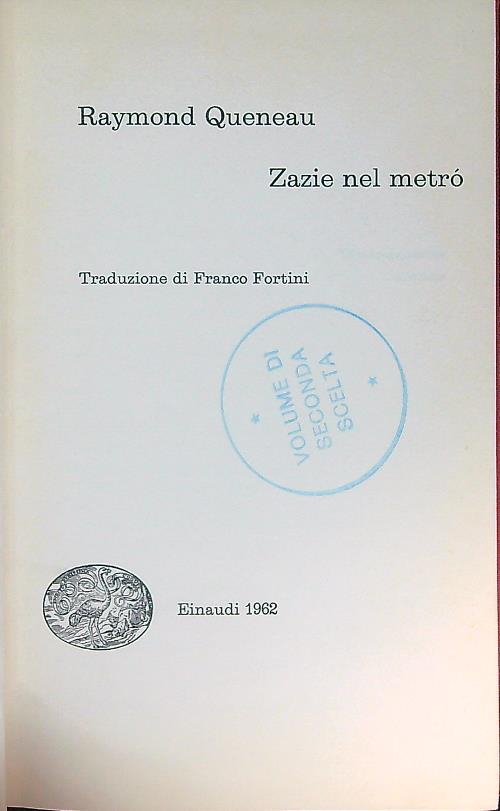 Raymond Queneau
Zazie nel metró
Traduzione di Franco Fortini
VOLUME DI
SECONDA
SCELTA
Einaudi 1962